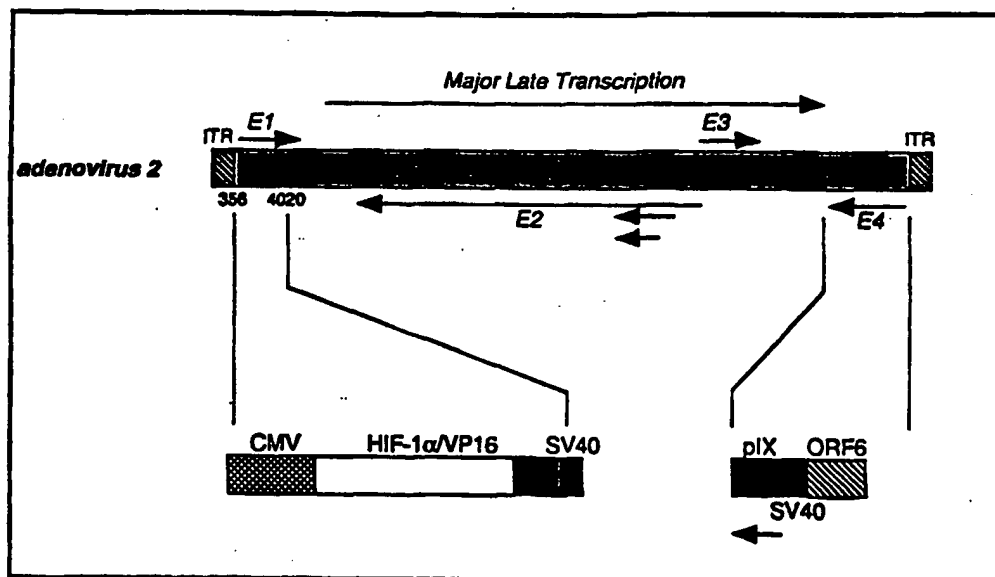 Major Late Transcription
ITR E1 E3 ITR
adenovirus 2
356 4020 E2 E4
CMV HIF-1α/VP16 SV40 pIX ORF6
SV40